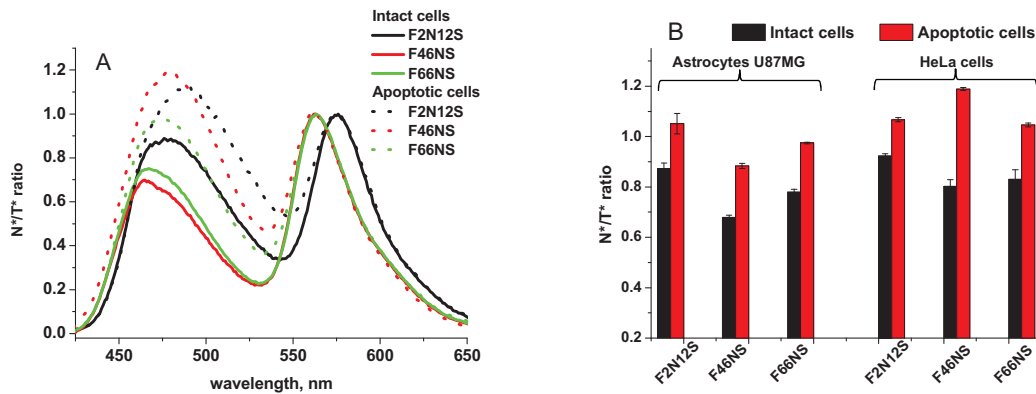 A
Intact cells
F2N12S
F46NS
F66NS
Apoptotic cells
F2N12S
F46NS
F66NS
N*/T* ratio
1.2
1.0
0.8
0.6
0.4
0.2
0.0
450
500
550
600
650
wavelength, nm
B
Intact cells
Apoptotic cells
Astrocytes U87MG
HeLa cells
N*/T* ratio
1.2
1.0
0.8
0.6
0.4
0.2
F2N12S
F46NS
F66NS
F2N12S
F46NS
F66NS